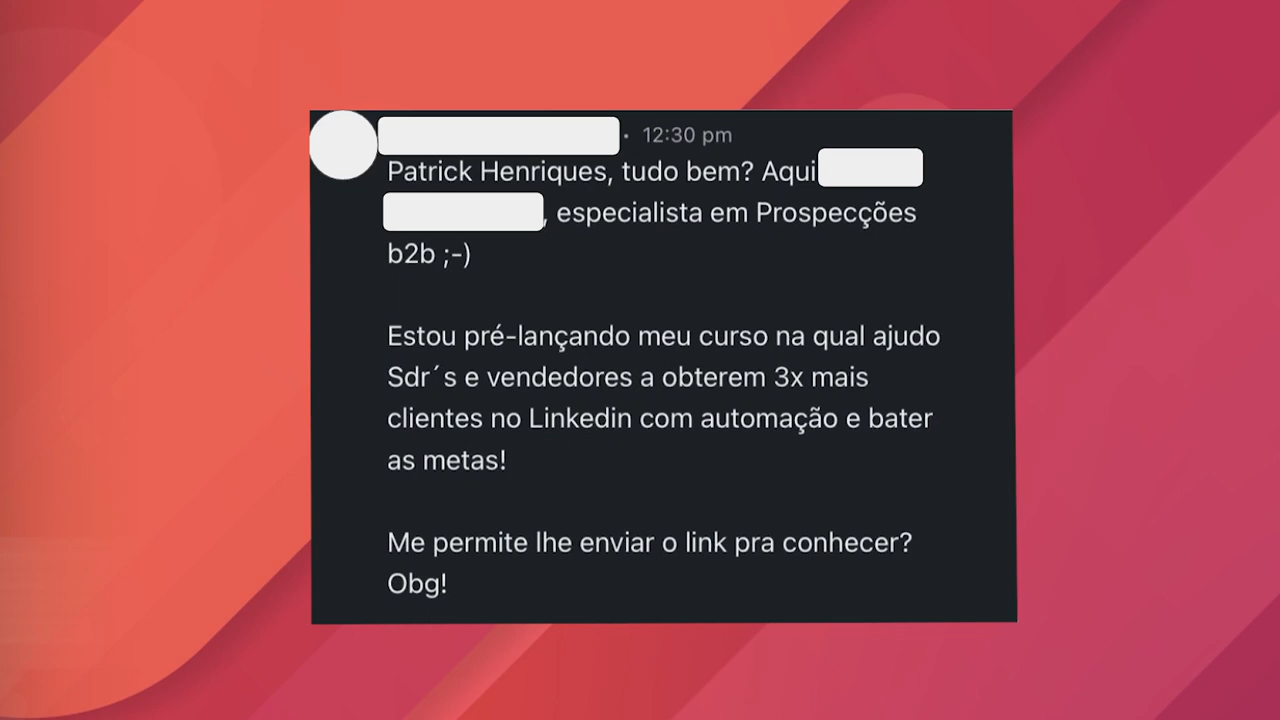 · 12:30 pm
Patrick Henriques, tudo bem? Aqui
, especialista em Prospecções
b2b ;-)
Estou pré-lançando meu curso na qual ajudo
Sdr´s e vendedores a obterem 3x mais
clientes no Linkedin com automação e bater
as metas!
Me permite lhe enviar o link pra conhecer?
Obg!